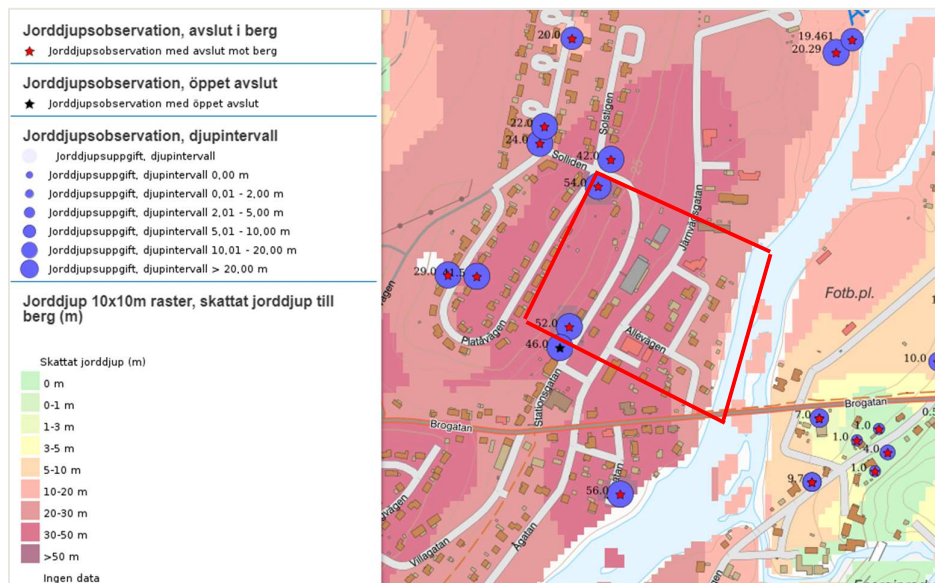 Jorddjupsobservation, avslut i berg
Jorddjupsobservation med avslut mot berg
Jorddjupsobservation, öppet avslut
Jorddjupsobservation med öppet avslut
Jorddjupsobservation, djupintervall
Jorddjupsuppgift, djupintervall
Jorddjupsuppgift, djupintervall 0,00 m
Jorddjupsuppgift, djupintervall 0,01 - 2,00 m
Jorddjupsuppgift, djupintervall 2,01 - 5,00 m
Jorddjupsuppgift, djupintervall 5,01 - 10,00 m
Jorddjupsuppgift, djupintervall 10,01 - 20,00 m
Jorddjupsuppgift, djupintervall > 20,00 m
Jorddjup 10x10m raster, skattat jorddjup till
berg (m)
Skattat jorddjup (m)
0 m
0-1 m
1-3 m
3-5 m
5-10 m
10-20 m
20-30 m
30-50 m
>50 m
Ingen data
20.0
19.461
20.29
22.0
24.0
Solstigen
Solliden
42.0
54.0
Järnvägsgatan
29.0
41.5
Fotb.pl.
Platåvägen
52.0
46.0
Allévägen
Stationsgatan
10.0
Brogatan
Brogatan
7.0
1.0
1.0
4.0
1.0
9.7
0.5
56.0
Villagatan
Ågatan